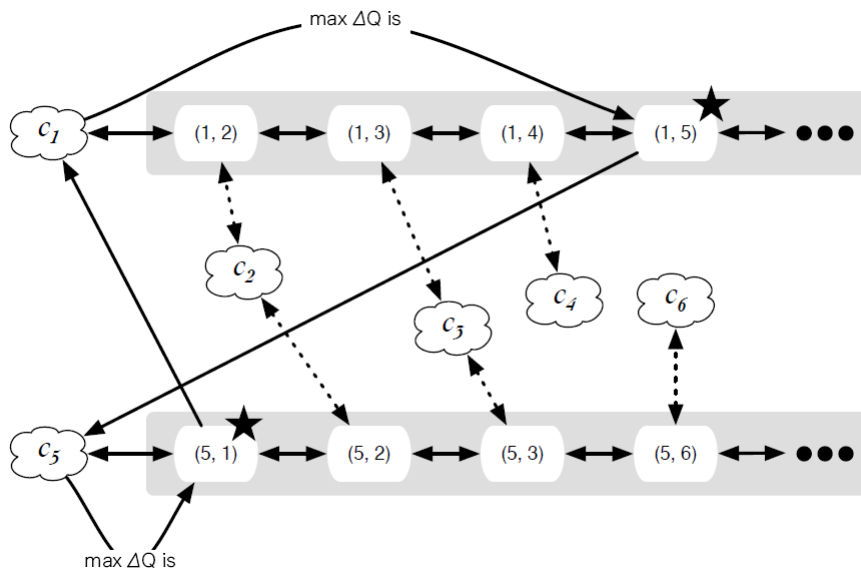 max ΔQ is
c1 (1, 2) (1, 3) (1, 4) (1, 5)
c2 c3 c4 c6
c5 (5, 1) (5, 2) (5, 3) (5, 6)
max ΔQ is